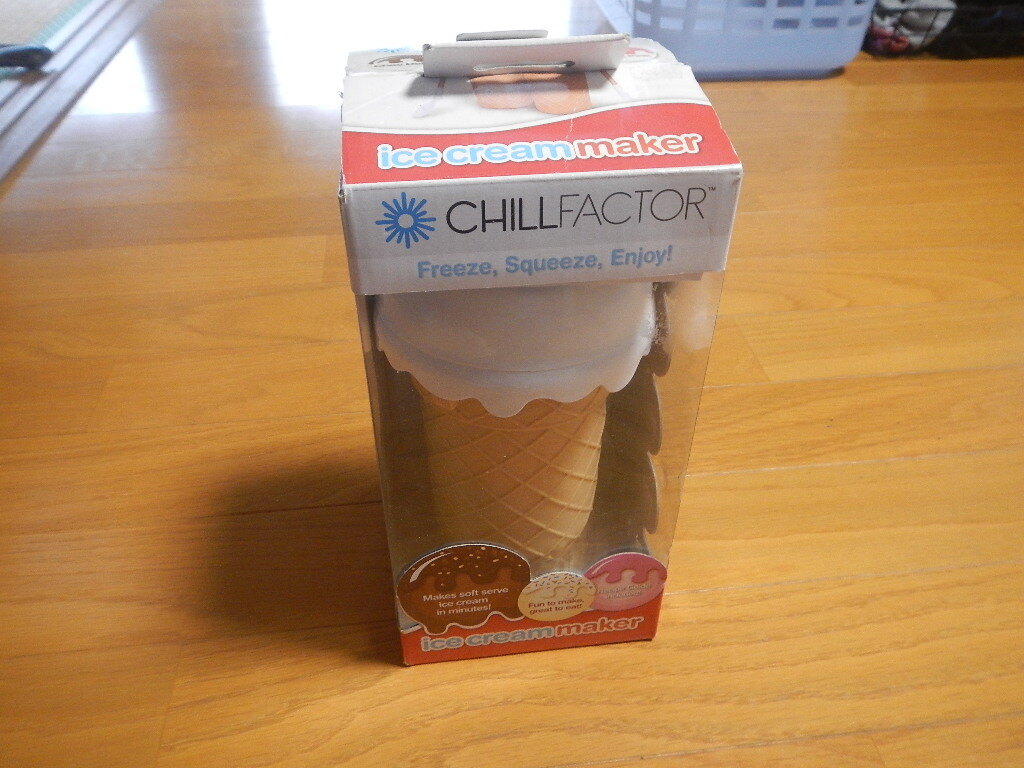 ice cream maker
CHILLFACTOR™
Freeze, Squeeze, Enjoy!
Makes soft serve
ice cream
in minutes!
Fun to make,
great to eat!
ice cream maker